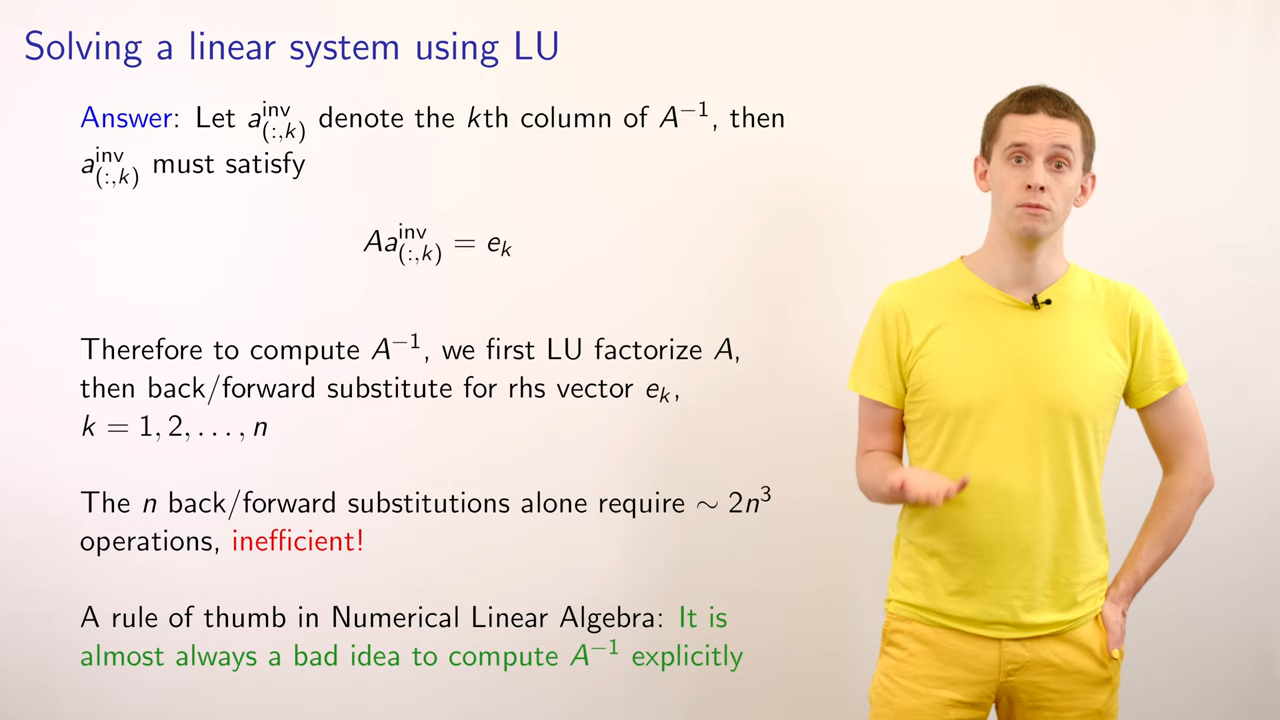 Solving a linear system using LU
Answer: Let a^inv_(:,k) denote the kth column of A⁻¹, then
a^inv_(:,k) must satisfy
Aa^inv_(:,k) = e_k
Therefore to compute A⁻¹, we first LU factorize A,
then back/forward substitute for rhs vector e_k,
k = 1, 2, . . . , n
The n back/forward substitutions alone require ∼ 2n³
operations, inefficient!
A rule of thumb in Numerical Linear Algebra: It is
almost always a bad idea to compute A⁻¹ explicitly